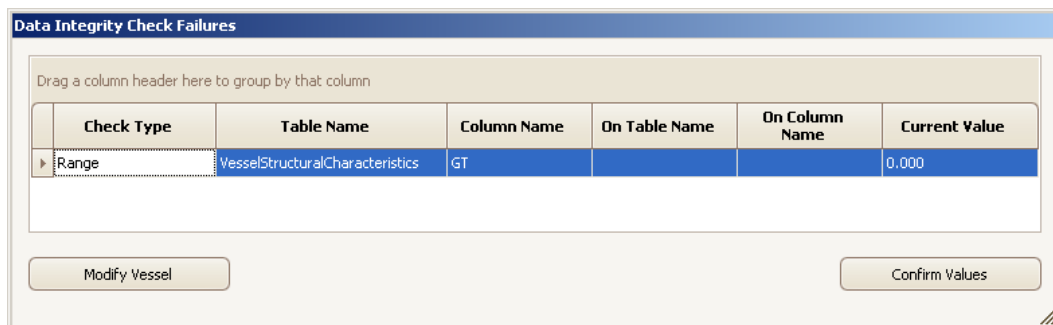 Data Integrity Check Failures
Drag a column header here to group by that column
Check Type Table Name Column Name On Table Name On Column Name Current Value
Range VesselStructuralCharacteristics GT 0.000
Modify Vessel Confirm Values